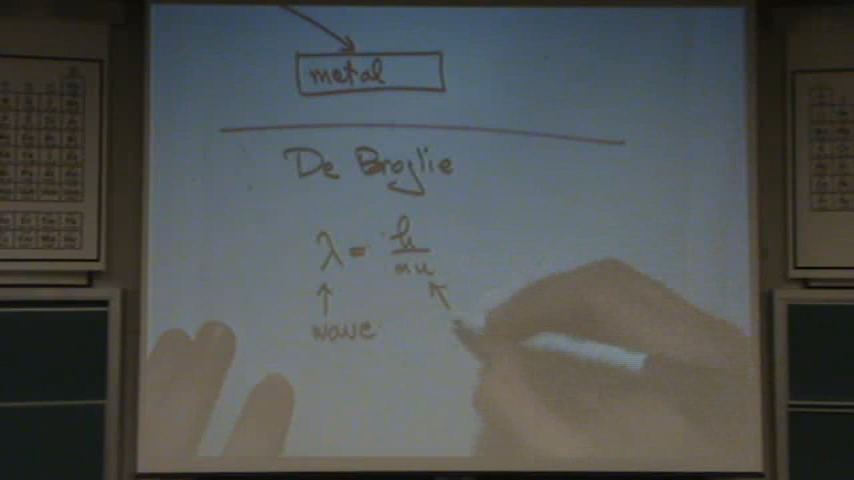 metal
De Broglie
λ = h/mu
wave